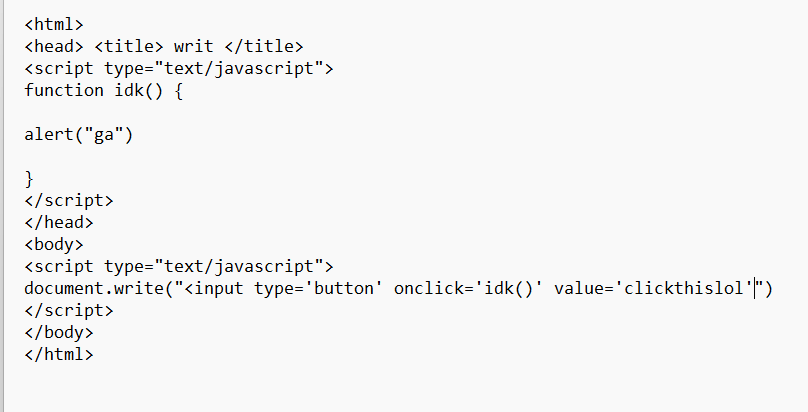 <html>
<head> <title> writ </title>
<script type="text/javascript">
function idk() {
alert("ga")
}
</script>
</head>
<body>
<script type="text/javascript">
document.write("<input type='button' onclick='idk()' value='clickthislol'")
</script>
</body>
</html>